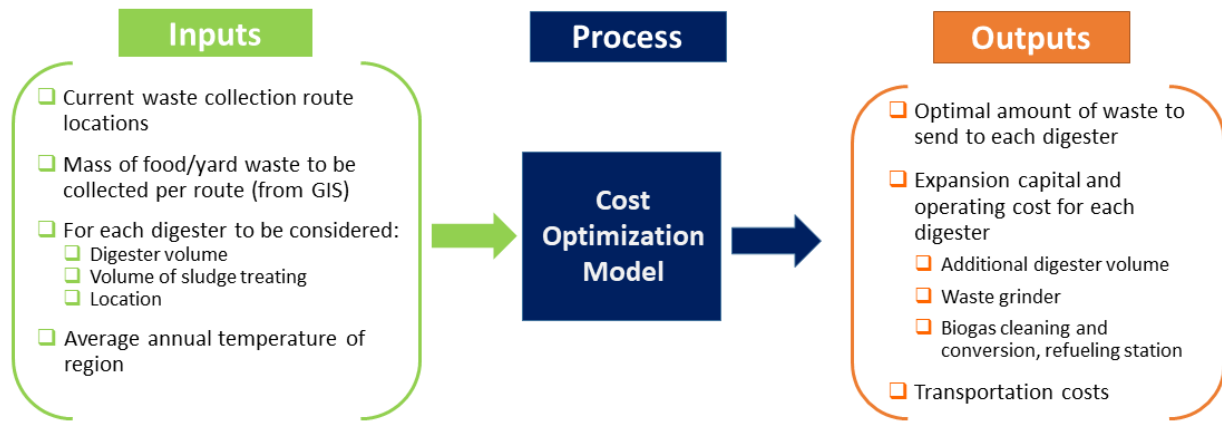 Inputs
Current waste collection route
locations
Mass of food/yard waste to be
collected per route (from GIS)
For each digester to be considered:
Digester volume
Volume of sludge treating
Location
Average annual temperature of
region
Process
Cost
Optimization
Model
Outputs
Optimal amount of waste to
send to each digester
Expansion capital and
operating cost for each
digester
Additional digester volume
Waste grinder
Biogas cleaning and
conversion, refueling station
Transportation costs